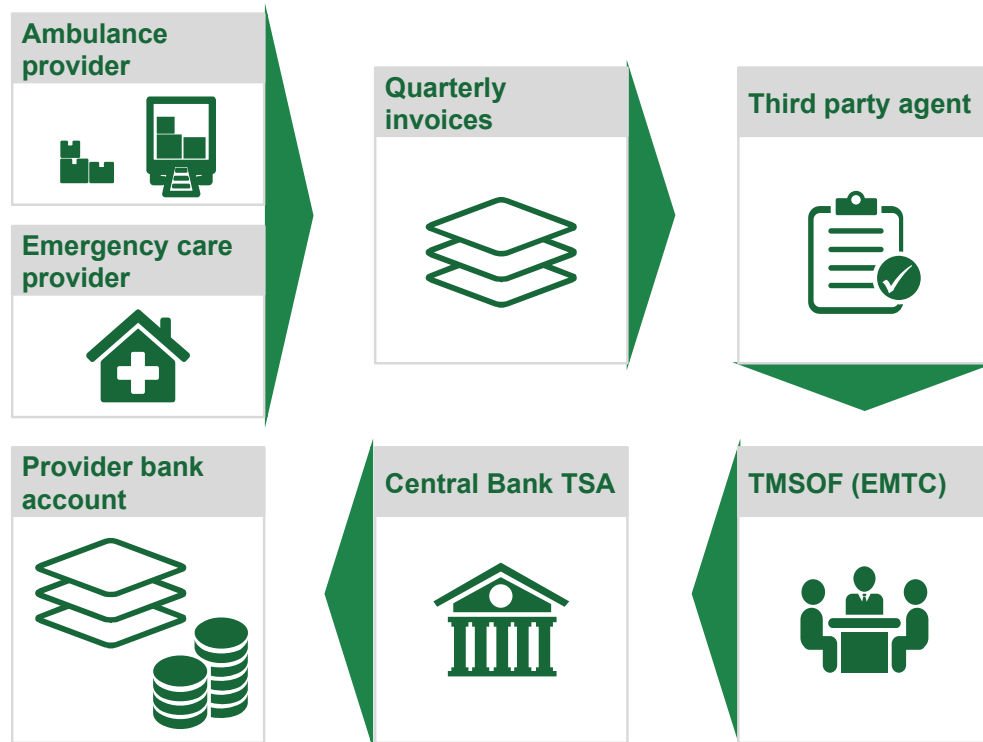 Ambulance
provider
Emergency care
provider
Quarterly
invoices
Third party agent
TMSOF (EMTC)
Central Bank TSA
Provider bank
account